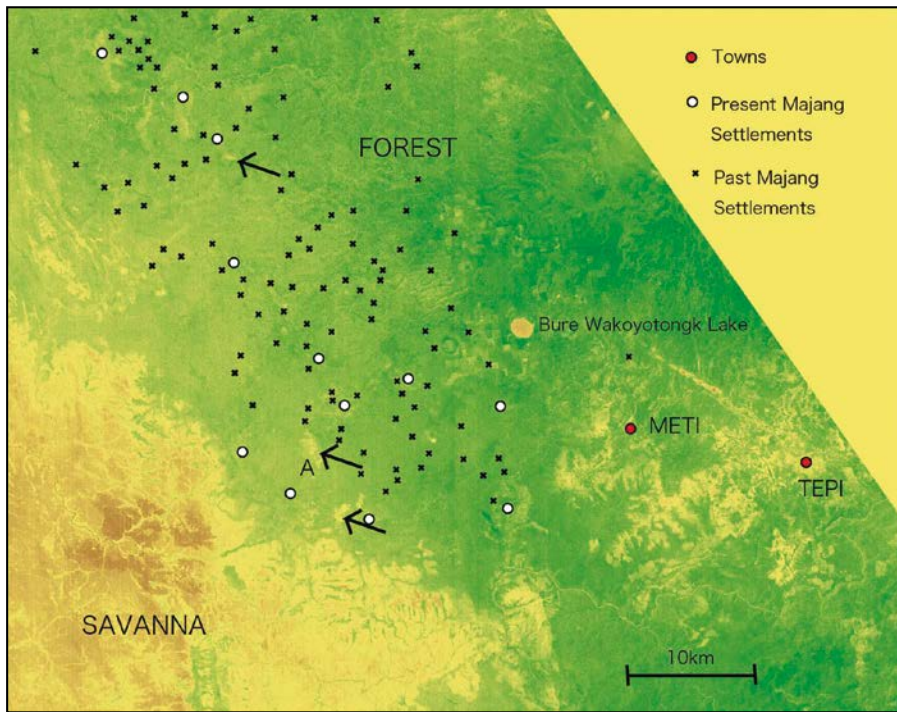 Towns
Present Majang
Settlements
FOREST
Past Majang
Settlements
Bure Wakoyotongk Lake
METI
A
TEPI
SAVANNA
10km